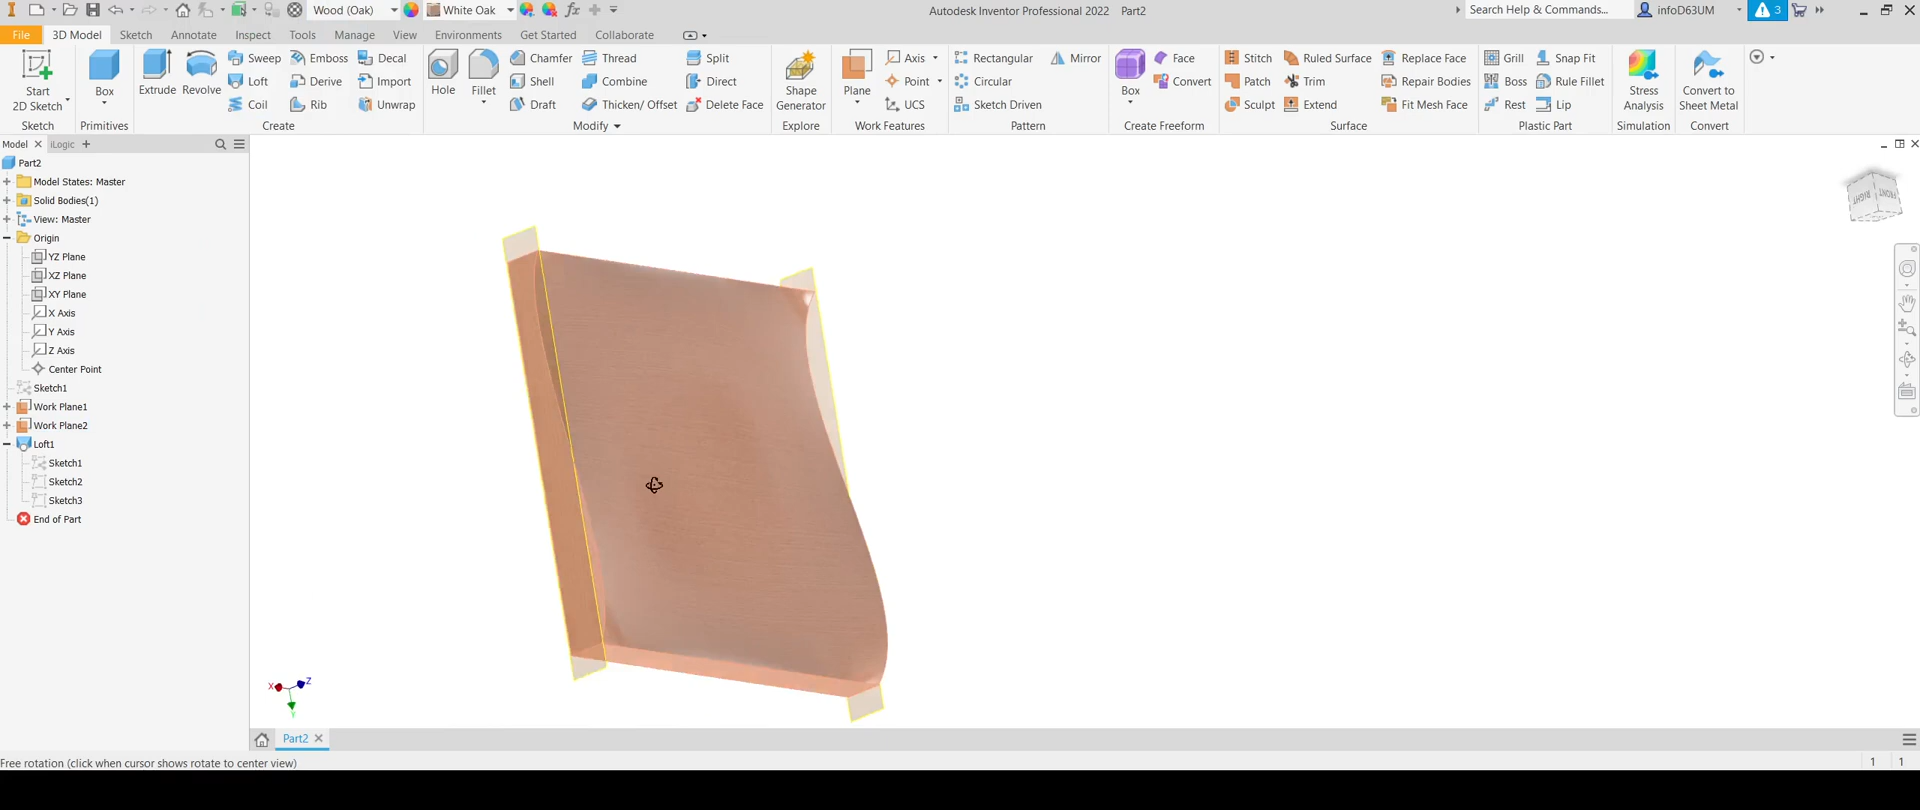 Wood (Oak) White Oak fx Autodesk Inventor Professional 2022 Part2 Search Help & Commands... infoD63UM 3
File 3D Model Sketch Annotate Inspect Tools Manage View Environments Get Started Collaborate
Sweep Emboss Decal Chamfer Thread Split Axis Rectangular Mirror Face Stitch Ruled Surface Replace Face Grill Snap Fit
Loft Derive Import Shell Combine Direct Point Circular Convert Patch Trim Repair Bodies Boss Rule Fillet
Coil Rib Unwrap Draft Thicken/ Offset Delete Face UCS Sketch Driven Sculpt Extend Fit Mesh Face Rest Lip
Start
2D Sketch
Box
Extrude
Revolve
Hole
Fillet
Shape
Generator
Plane
Box
Stress
Analysis
Convert to
Sheet Metal
Sketch Primitives Create Modify Explore Work Features Pattern Create Freeform Surface Plastic Part Simulation Convert
Model iLogic
Part2
Model States: Master
Solid Bodies(1)
View: Master
Origin
YZ Plane
XZ Plane
XY Plane
X Axis
Y Axis
Z Axis
Center Point
Sketch1
Work Plane1
Work Plane2
Loft1
Sketch1
Sketch2
Sketch3
End of Part
RIGHT FRONT
X Z
Y
Part2
Free rotation (click when cursor shows rotate to center view) 1 1